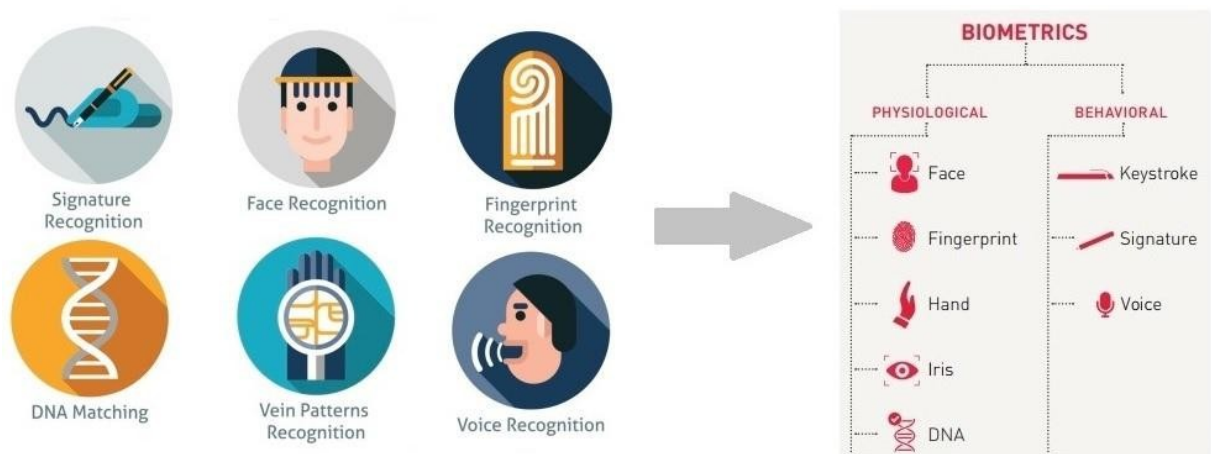 Signature
Recognition
Face Recognition
Fingerprint
Recognition
DNA Matching
Vein Patterns
Recognition
Voice Recognition
BIOMETRICS
PHYSIOLOGICAL
Face
Fingerprint
Hand
Iris
DNA
BEHAVIORAL
Keystroke
Signature
Voice